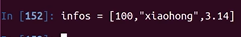 In [152]: infos = [100,"xiaohong",3.14]